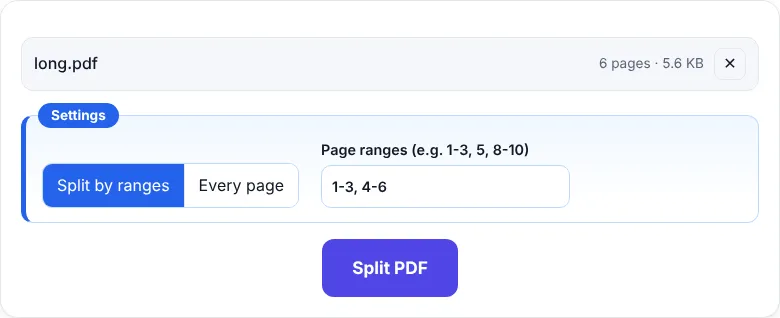 long.pdf 6 pages · 5.6 KB ✕
Settings
Page ranges (e.g. 1-3, 5, 8-10)
Split by ranges Every page 1-3, 4-6
Split PDF